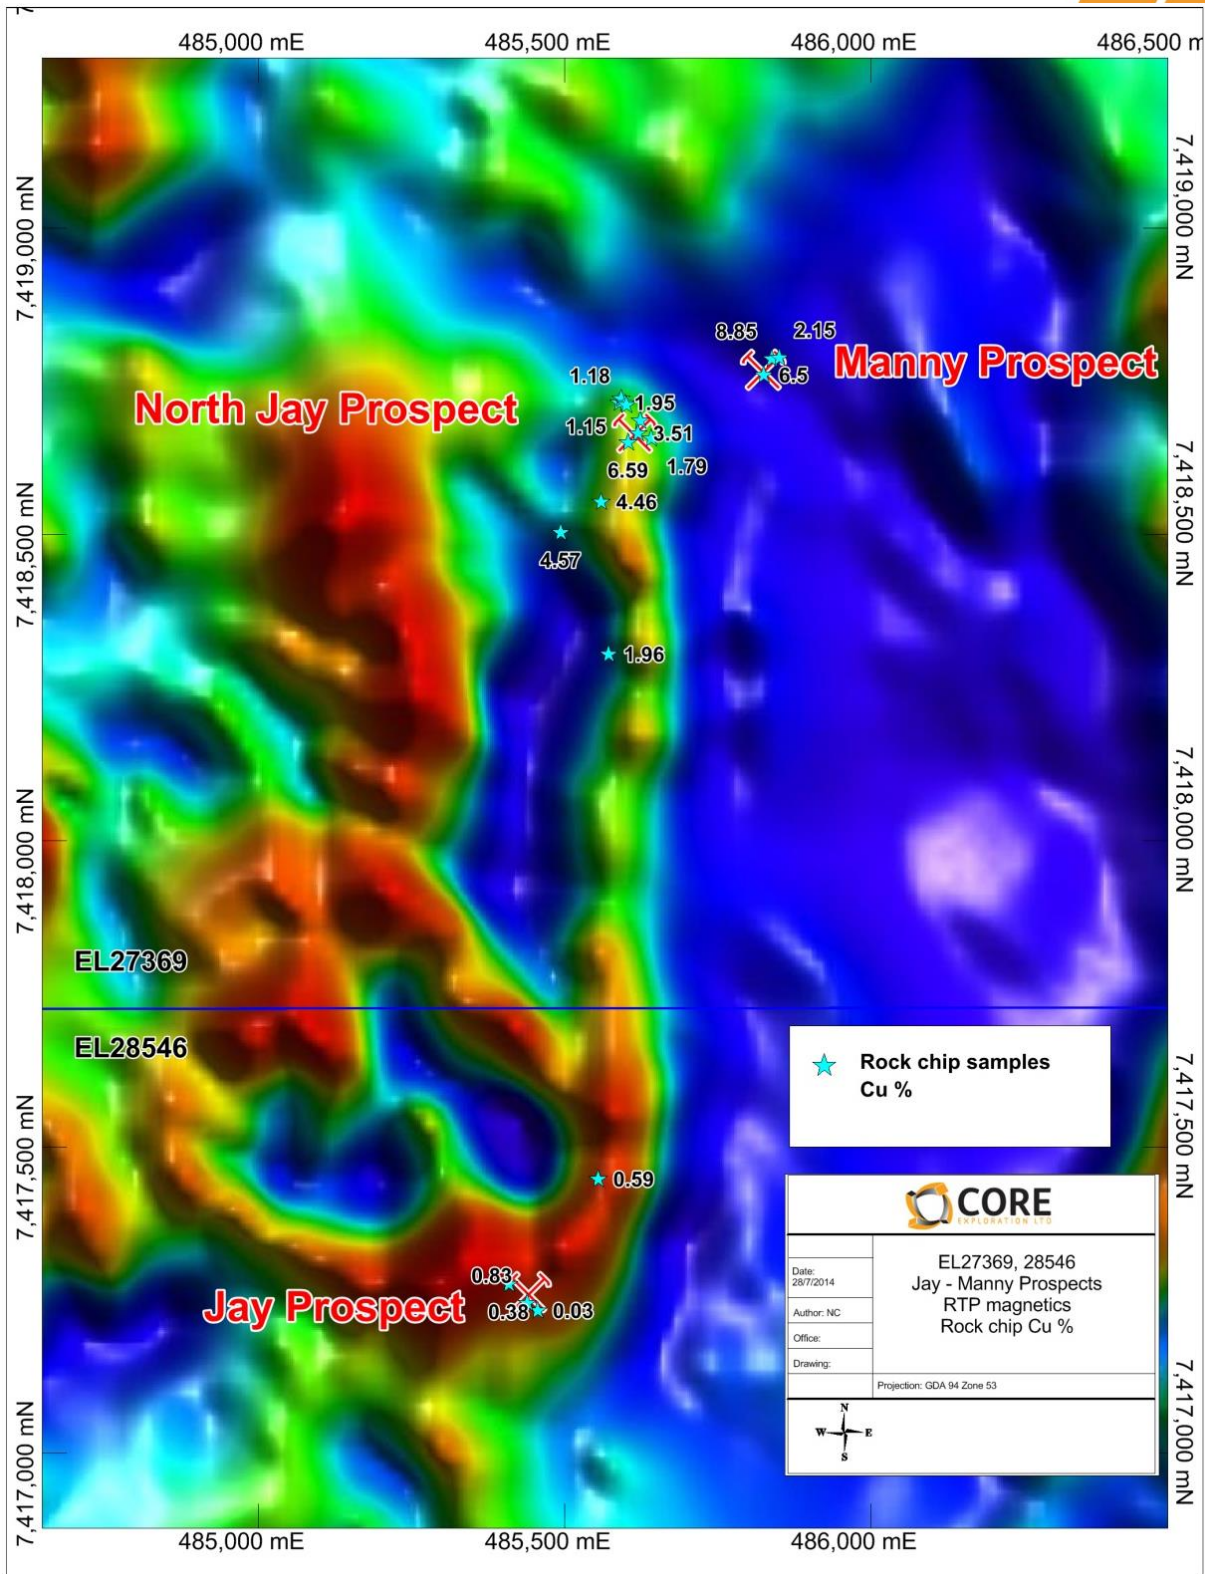 485,000 mE
485,500 mE
486,000 mE
486,500 m
7,419,000 mN
7,419,000 mN
8.85
2.15
Manny Prospect
6.5
1.18
North Jay Prospect
1.95
1.15
3.51
6.59
1.79
4.46
7,418,500 mN
7,418,500 mN
4.57
1.96
7,418,000 mN
7,418,000 mN
EL27369
EL28546
Rock chip samples
Cu %
7,417,500 mN
7,417,500 mN
0.59
CORE
EXPLORATION LTD
Date:
28/7/2014
Author: NC
Office:
Drawing:
EL27369, 28546
Jay - Manny Prospects
RTP magnetics
Rock chip Cu %
Projection: GDA 94 Zone 53
N
W
E
S
0.83
Jay Prospect
0.38
0.03
7,417,000 mN
7,417,000 mN
485,000 mE
485,500 mE
486,000 mE